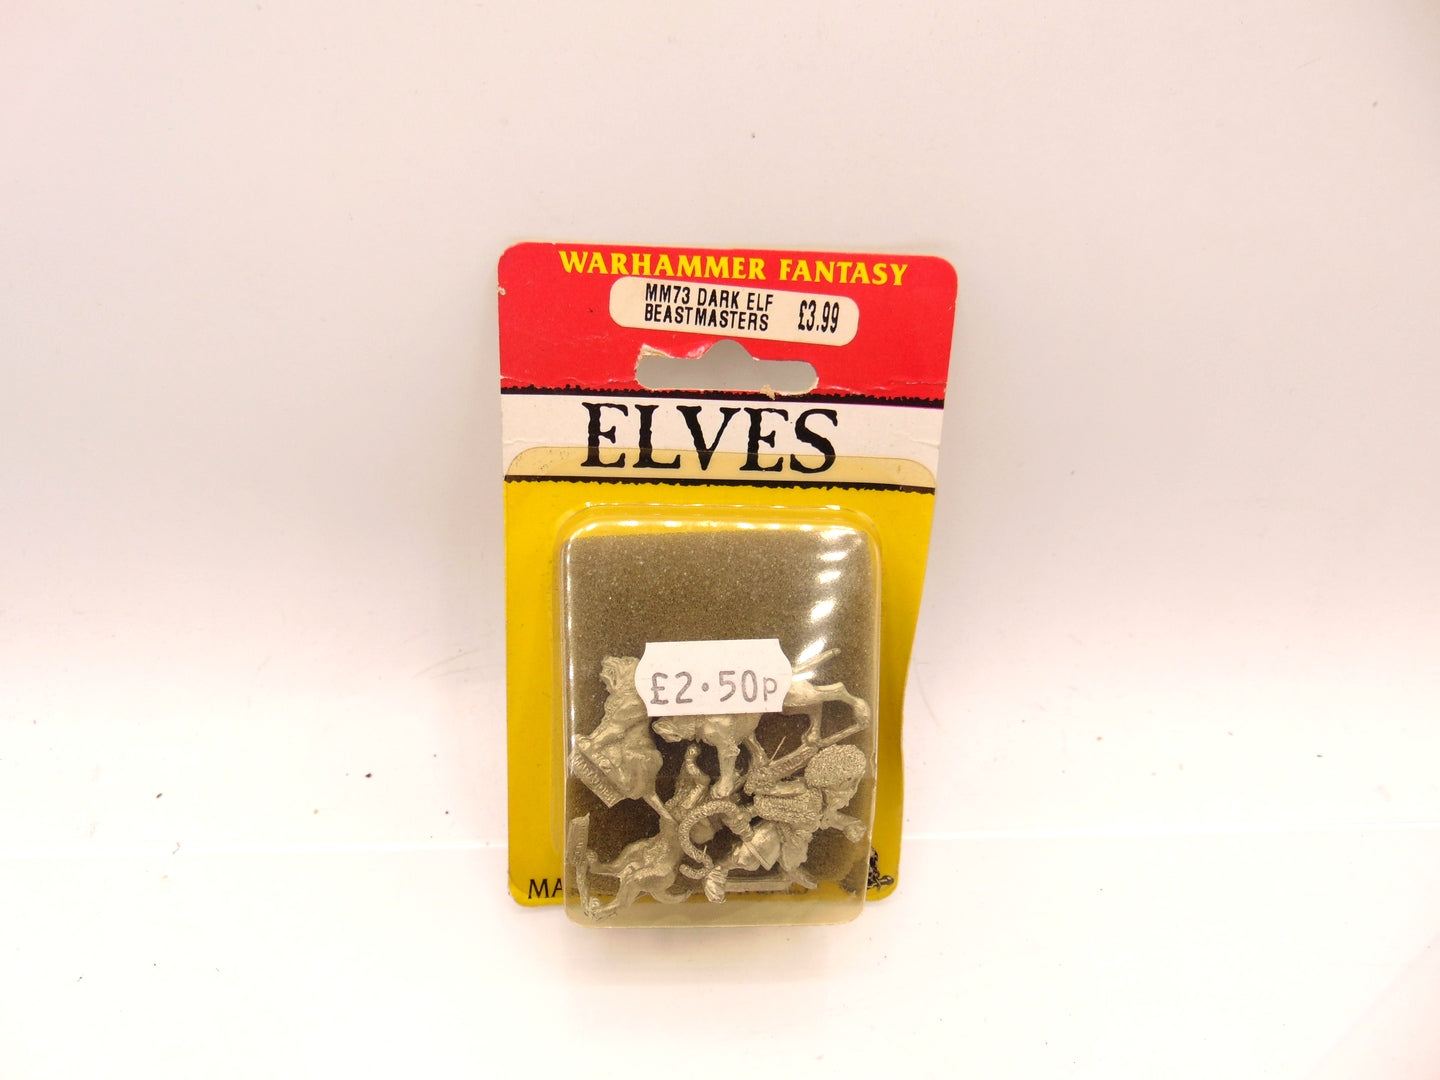 WARHAMMER FANTASY
MM73 DARK ELF
BEASTMASTERS £3.99
ELVES
£2.50p